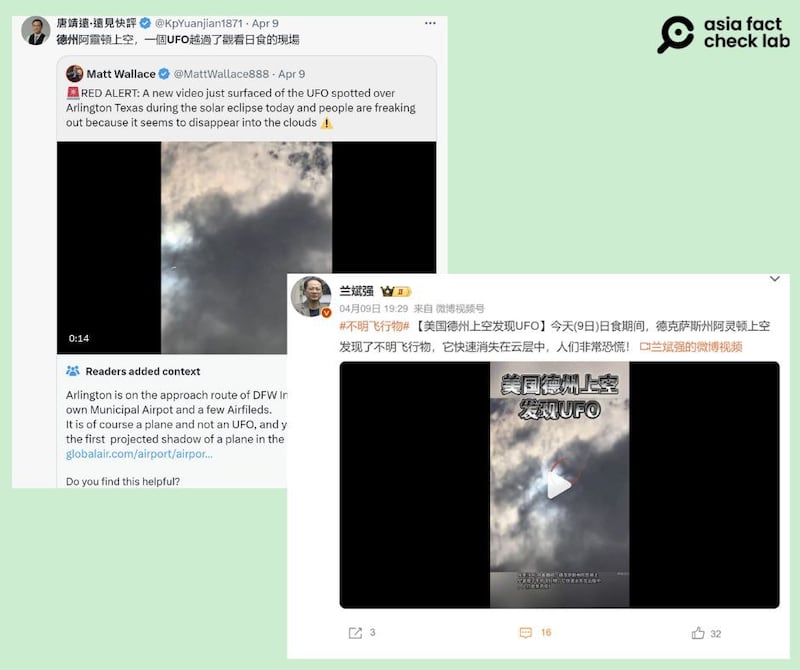 唐靖遠·遠見快評 @KpYuanjian1871 · Apr 9
德州阿靈頓上空，一個UFO越過了觀看日食的現場
Matt Wallace @MattWallace888 · Apr 9
🚨RED ALERT: A new video just surfaced of the UFO spotted over
Arlington Texas during the solar eclipse today and people are freaking
out because it seems to disappear into the clouds ⚠️
0:14
Readers added context
Arlington is on the approach route of DFW In
own Municipal Airpot and a few Airfileds.
It is of course a plane and not an UFO, and y
the first projected shadow of a plane in the
globalair.com/airport/airpor...
Do you find this helpful?
asia fact
check lab
兰斌强 II
04月09日 19:29 来自 微博视频号
#不明飞行物# 【美国德州上空发现UFO】今天(9日)日食期间，德克萨斯州阿灵顿上空
发现了不明飞行物，它快速消失在云层中，人们非常恐慌！ 兰斌强的微博视频
美国德州上空
发现UFO
3
16
32